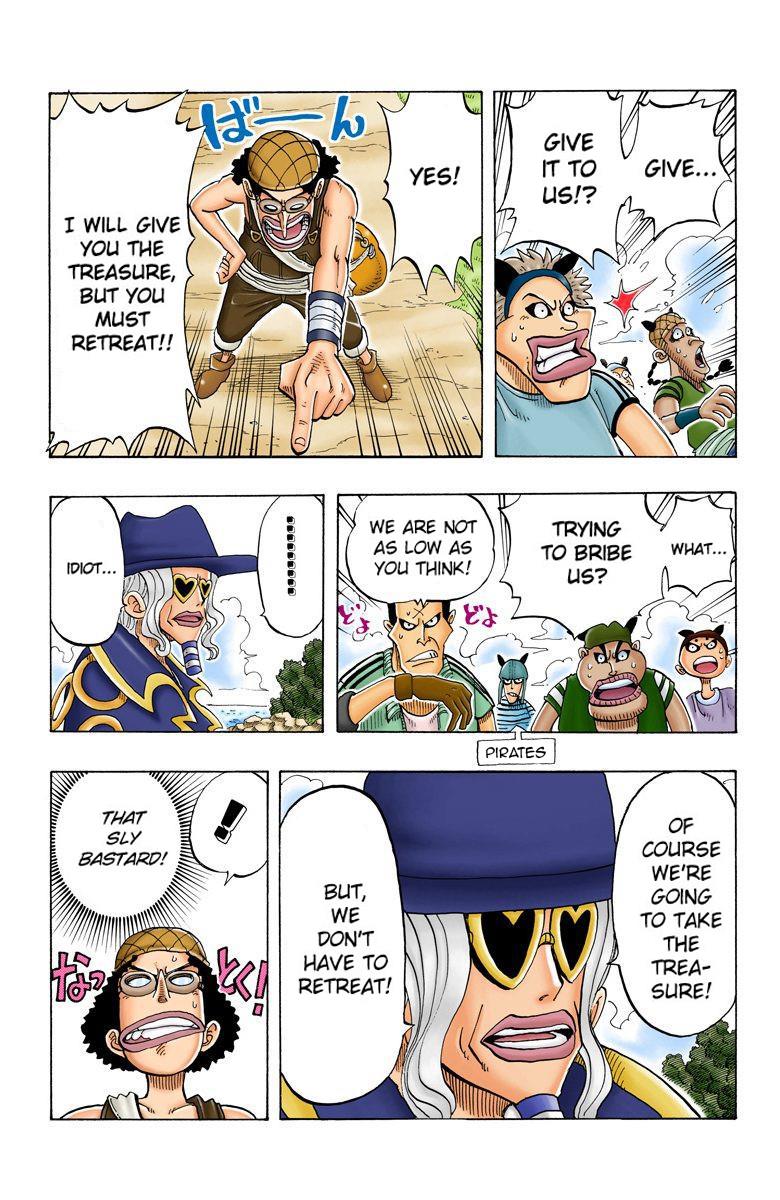 GIVE...
GIVE
IT TO
US!?
ばーん
YES!
I WILL GIVE
YOU THE
TREASURE,
BUT YOU
MUST
RETREAT!!
WHAT...
TRYING
TO BRIBE
US?
WE ARE NOT
AS LOW AS
YOU THINK!
どよ
どよ
PIRATES
.........
IDIOT...
OF
COURSE
WE'RE
GOING
TO TAKE
THE
TREA-
SURE!
BUT,
WE
DON'T
HAVE TO
RETREAT!
!
THAT
SLY
BASTARD!
なっ
とく!